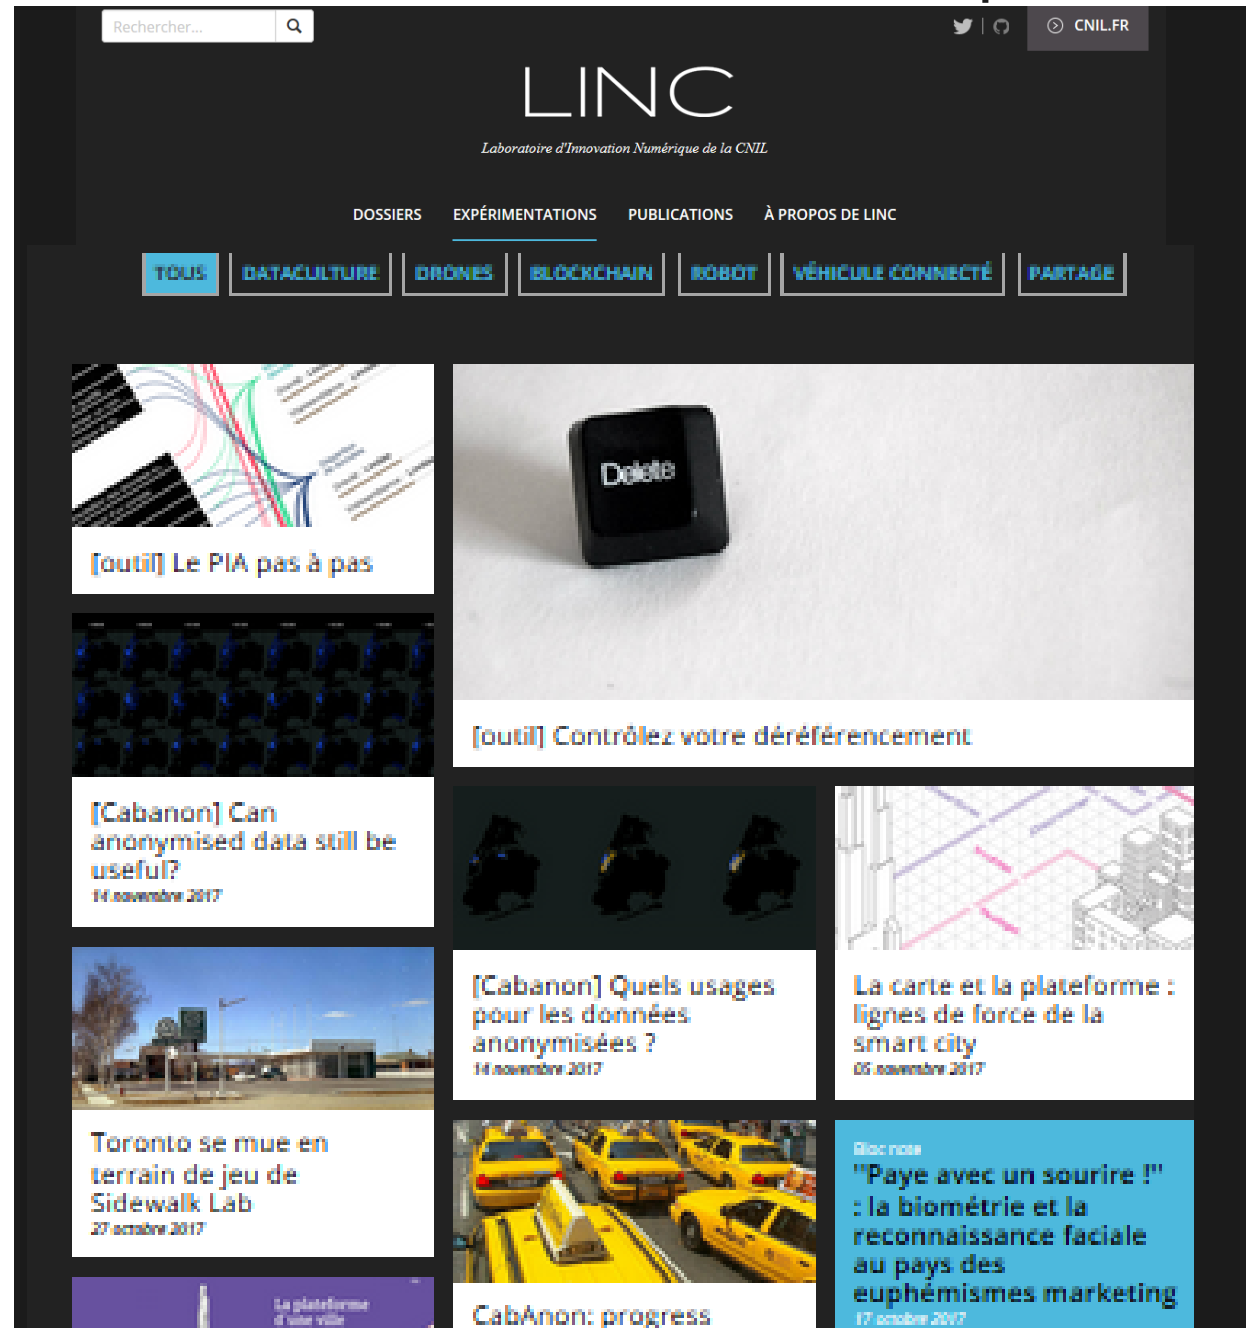 Rechercher...
CNIL.FR
LINC
Laboratoire d'Innovation Numérique de la CNIL
DOSSIERS EXPÉRIMENTATIONS PUBLICATIONS À PROPOS DE LINC
TOUS DATACULTURE DRONES BLOCKCHAIN ROBOT VÉHICULE CONNECTÉ PARTAGE
[outil] Le PIA pas à pas
Delete
[outil] Contrôlez votre déréférencement
[Cabanon] Can
anonymised data still be
useful?
14 novembre 2017
[Cabanon] Quels usages
pour les données
anonymisées ?
14 novembre 2017
La carte et la plateforme :
lignes de force de la
smart city
05 novembre 2017
Toronto se mue en
terrain de jeu de
Sidewalk Lab
27 octobre 2017
Bloc note
"Paye avec un sourire !"
: la biométrie et la
reconnaissance faciale
au pays des
euphémismes marketing
17 octobre 2017
La plateforme
d'une ville
CabAnon: progress